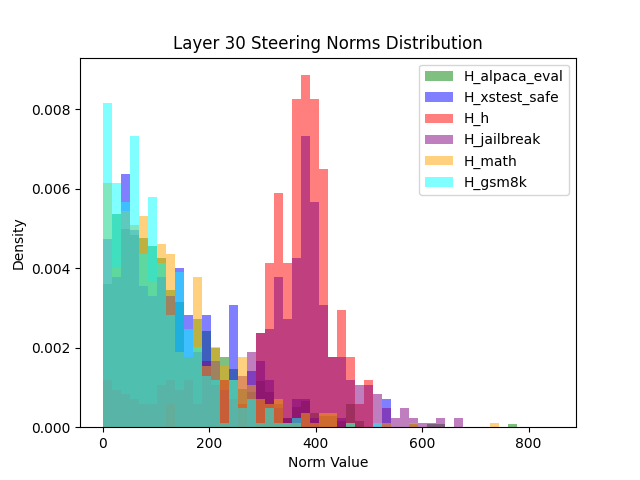 Layer 30 Steering Norms Distribution
H_alpaca_eval
H_xstest_safe
H_h
H_jailbreak
H_math
H_gsm8k
Density
0.008
0.006
0.004
0.002
0.000
0
200
400
600
800
Norm Value